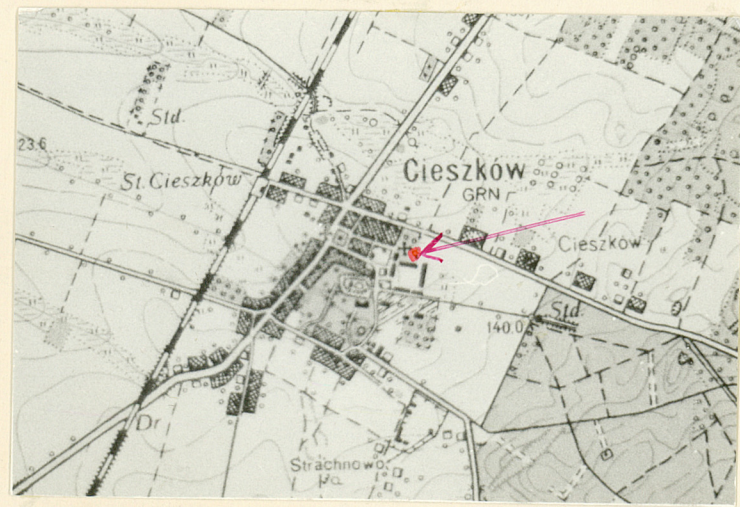 Std.
23.6
St. Cieszków
Cieszków
GRN
Cieszków
Std.
140.0
Dr
Strachnowo